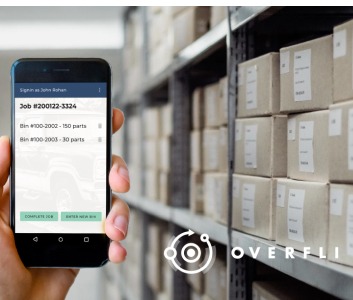 Signin as John Rohan
Job #200122-3324
Bin #100-2002 - 150 parts
Bin #100-2003 - 30 parts
COMPLETE JOB
ENTER NEW BIN
OVERFLI